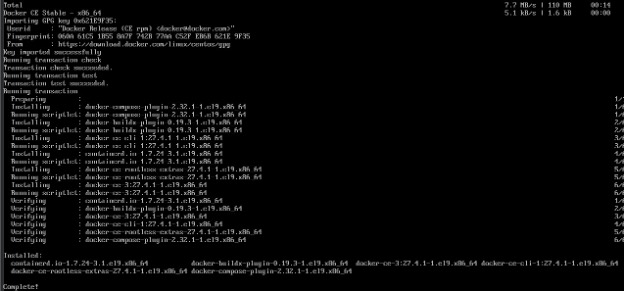 Total 7.7 MB/s | 110 MB 00:14
Docker CE Stable - x86_64 5.1 kB/s | 1.6 kB 00:00
Importing GPG key 0x621E9F35:
Userid : "Docker Release (CE rpm) <docker@docker.com>"
Fingerprint: 060A 61C5 1B55 8A7F 742B 77AA C52F EB6B 621E 9F35
From : https://download.docker.com/linux/centos/gpg
Key imported successfully
Running transaction check
Transaction check succeeded.
Running transaction test
Transaction test succeeded.
Running transaction
Preparing : 1/
Installing : docker-compose-plugin-2.32.1-1.el9.x86_64 1/
Running scriptlet: docker-compose-plugin-2.32.1-1.el9.x86_64 1/
Installing : docker-buildx-plugin-0.19.3-1.el9.x86_64 2/
Running scriptlet: docker-buildx-plugin-0.19.3-1.el9.x86_64 2/
Installing : docker-ce-cli-1:27.4.1-1.el9.x86_64 3/
Running scriptlet: docker-ce-cli-1:27.4.1-1.el9.x86_64 3/
Installing : containerd.io-1.7.24-3.1.el9.x86_64 4/
Running scriptlet: containerd.io-1.7.24-3.1.el9.x86_64 4/
Installing : docker-ce-rootless-extras-27.4.1-1.el9.x86_64 5/
Running scriptlet: docker-ce-rootless-extras-27.4.1-1.el9.x86_64 5/
Installing : docker-ce-3:27.4.1-1.el9.x86_64 6/
Running scriptlet: docker-ce-3:27.4.1-1.el9.x86_64 6/
Verifying : containerd.io-1.7.24-3.1.el9.x86_64 1/
Verifying : docker-buildx-plugin-0.19.3-1.el9.x86_64 2/
Verifying : docker-ce-3:27.4.1-1.el9.x86_64 3/
Verifying : docker-ce-cli-1:27.4.1-1.el9.x86_64 4/
Verifying : docker-ce-rootless-extras-27.4.1-1.el9.x86_64 5/
Verifying : docker-compose-plugin-2.32.1-1.el9.x86_64 6/
Installed:
containerd.io-1.7.24-3.1.el9.x86_64 docker-buildx-plugin-0.19.3-1.el9.x86_64 docker-ce-3:27.4.1-1.el9.x86_64 docker-ce-cli-1:27.4.1-1.el9.x86_64
docker-ce-rootless-extras-27.4.1-1.el9.x86_64 docker-compose-plugin-2.32.1-1.el9.x86_64
Complete!